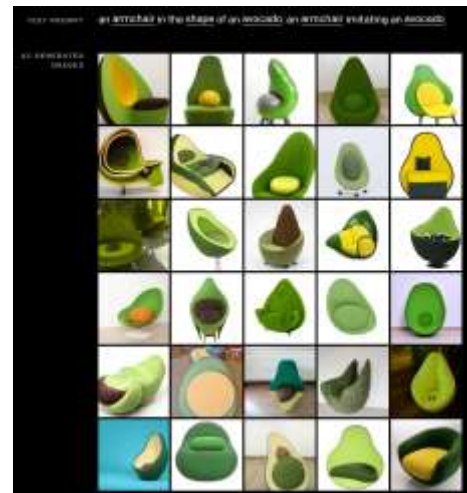 TEXT PROMPT
an armchair in the shape of an avocado. an armchair imitating an avocado.
AI-GENERATED
IMAGES